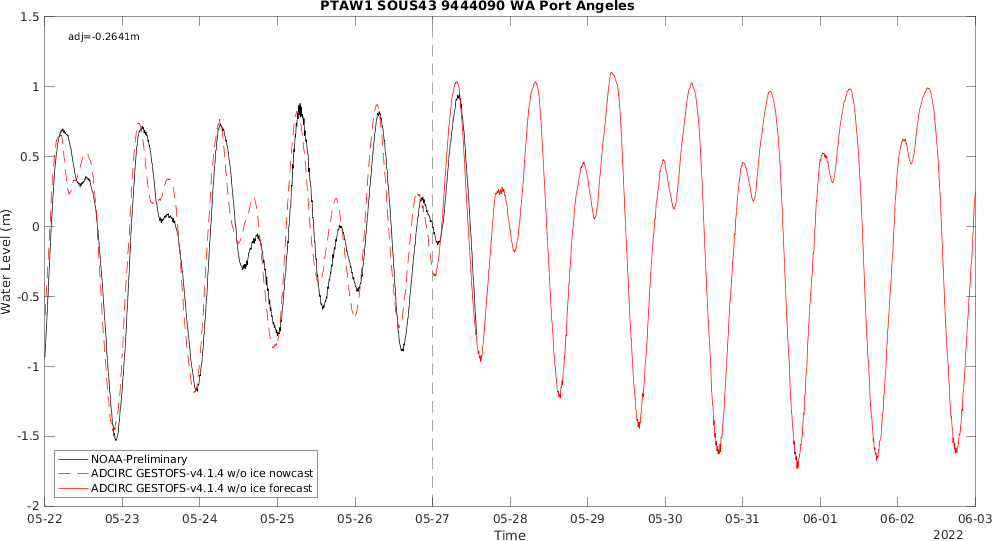 PTAW1 SOUS43 9444090 WA Port Angeles
adj=-0.2641m
1.5
1
0.5
0
-0.5
-1
-1.5
-2
Water Level (m)
NOAA-Preliminary
ADCIRC GESTOFS-v4.1.4 w/o ice nowcast
ADCIRC GESTOFS-v4.1.4 w/o ice forecast
05-22 05-23 05-24 05-25 05-26 05-27 05-28 05-29 05-30 05-31 06-01 06-02 06-03
Time
2022